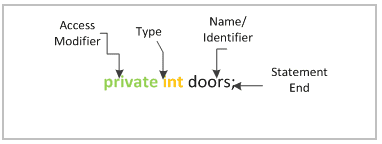 Access
Modifier
Type
Name/
Identifier
private int doors;
Statement
End